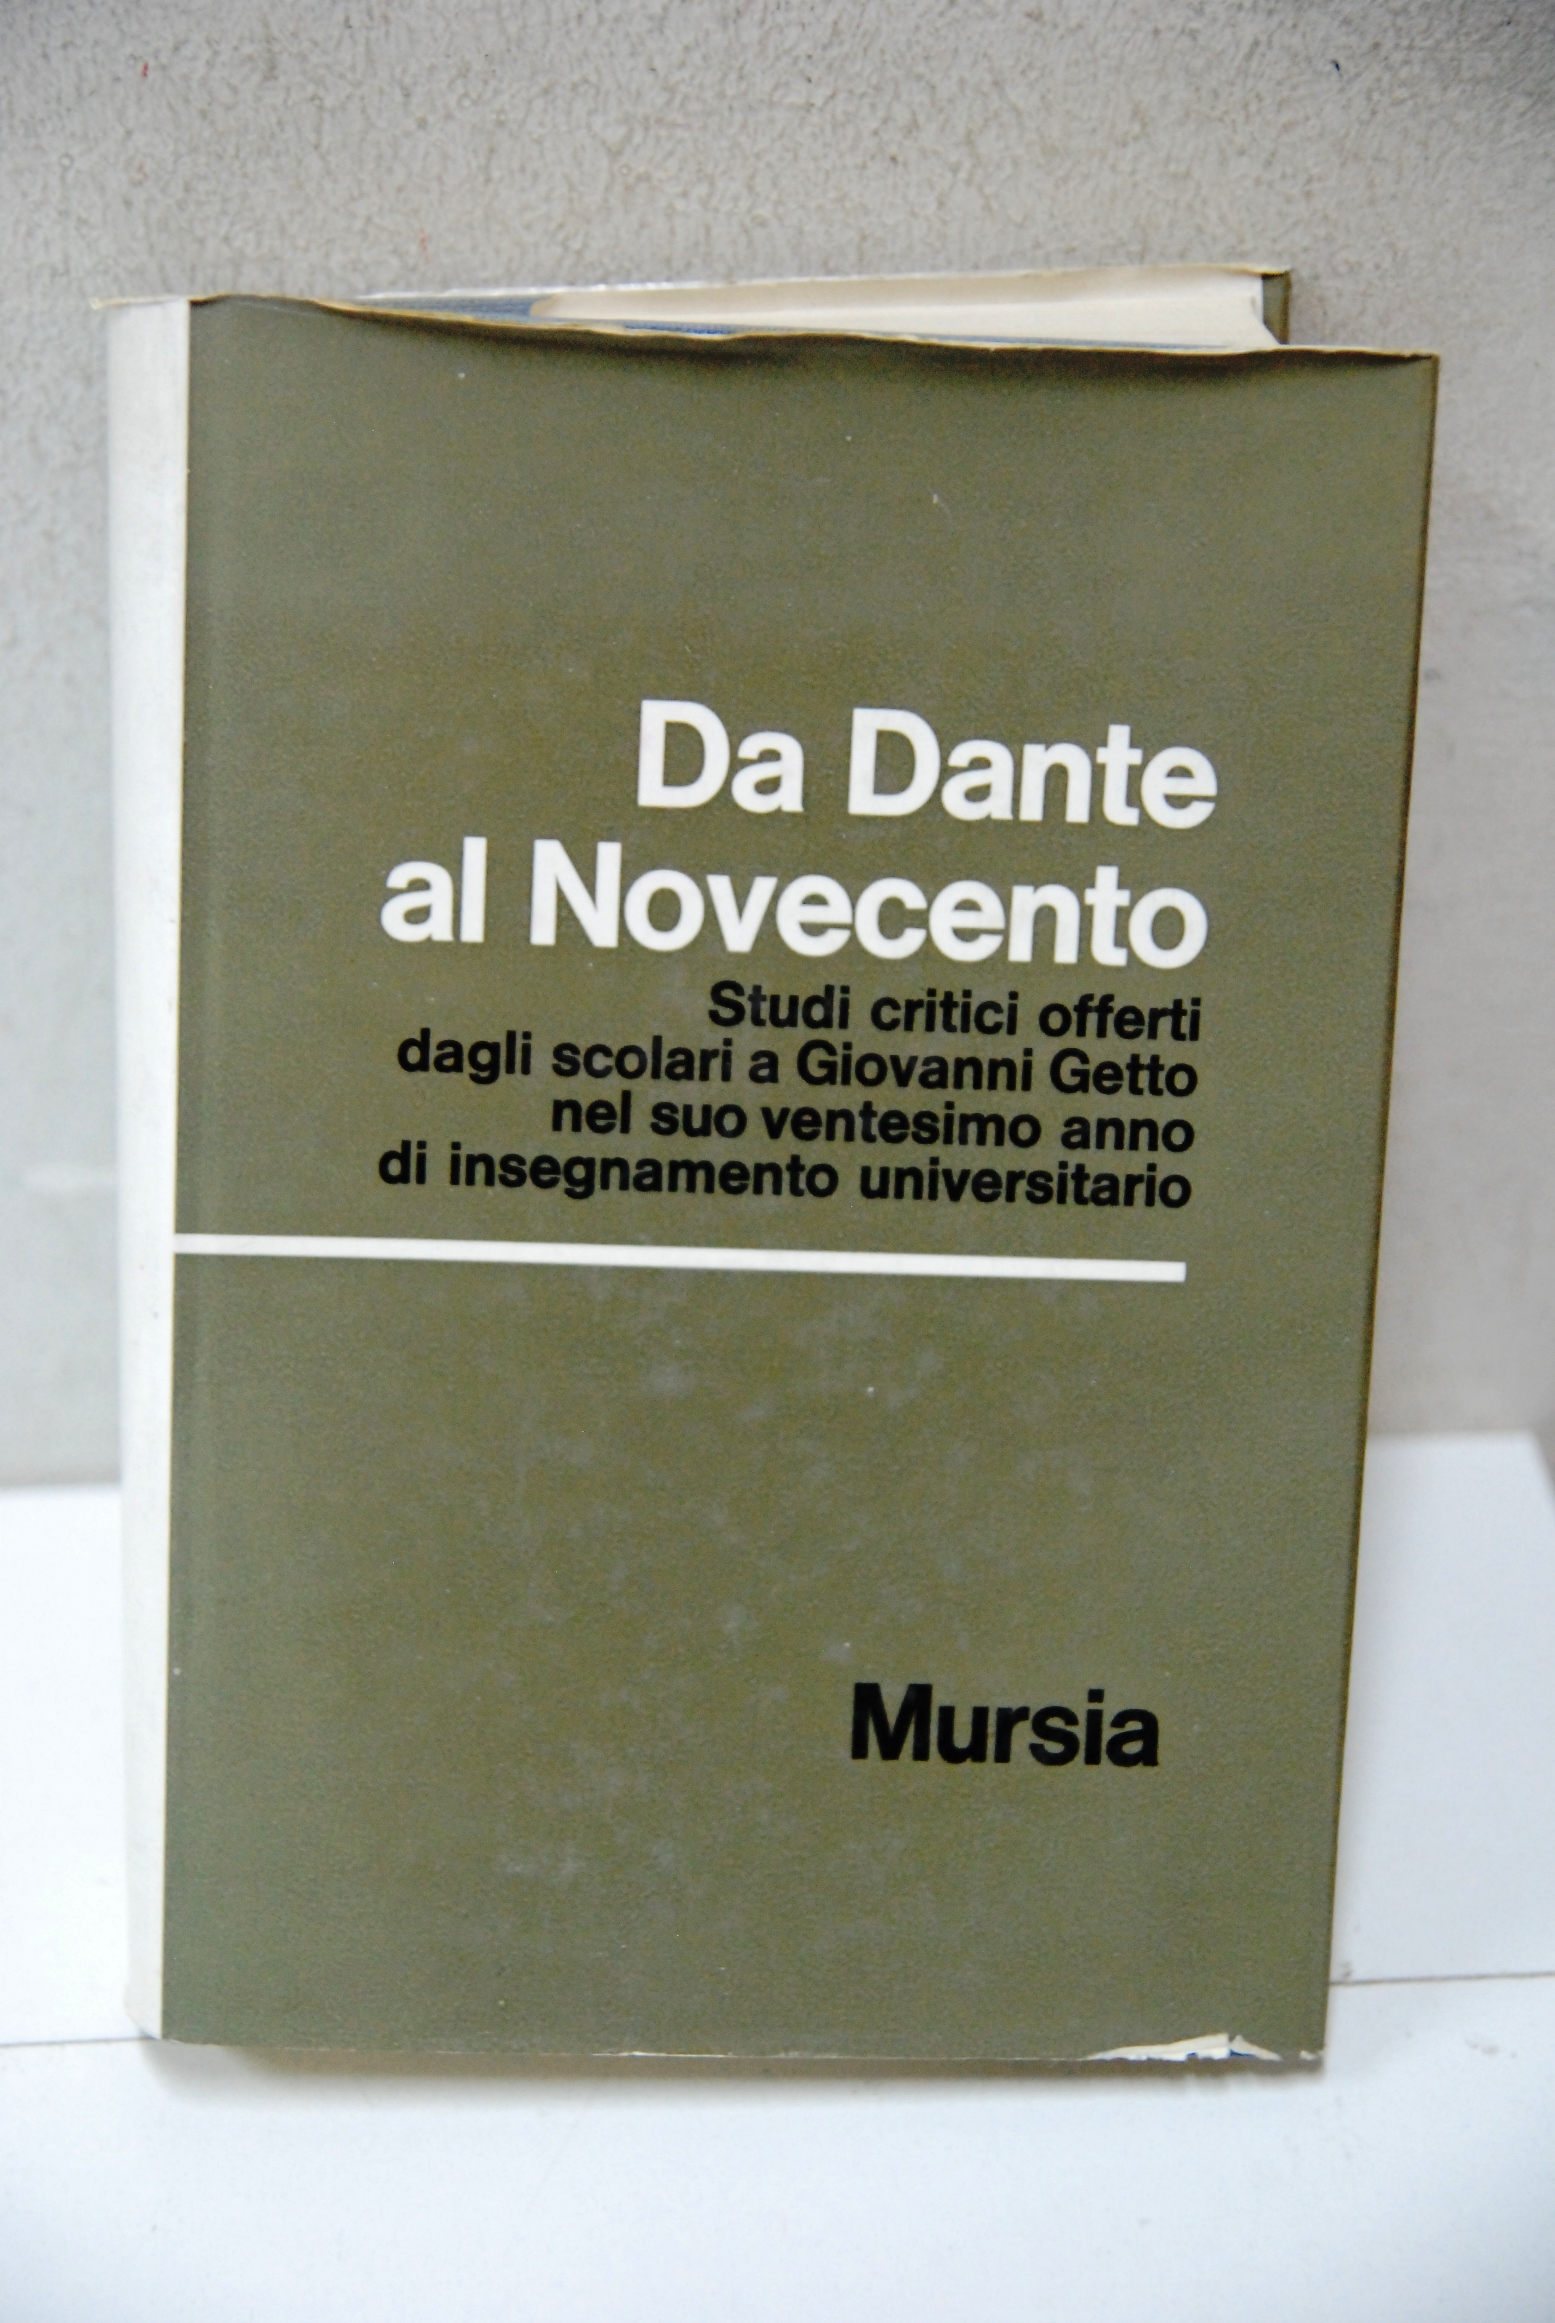 Da Dante
al Novecento
Studi critici offerti
dagli scolari a Giovanni Getto
nel suo ventesimo anno
di insegnamento universitario
Mursia